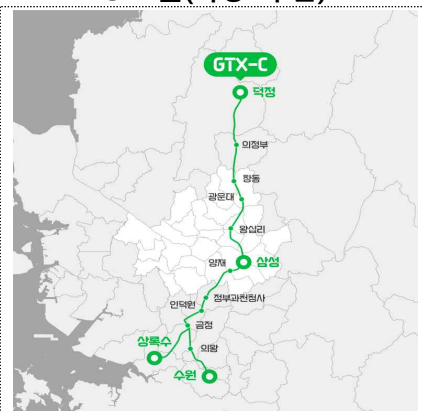 GTX-C
덕정
의정부
창동
광운대
왕십리
삼성
양재
정부과천청사
인덕원
금정
상록수
의왕
수원